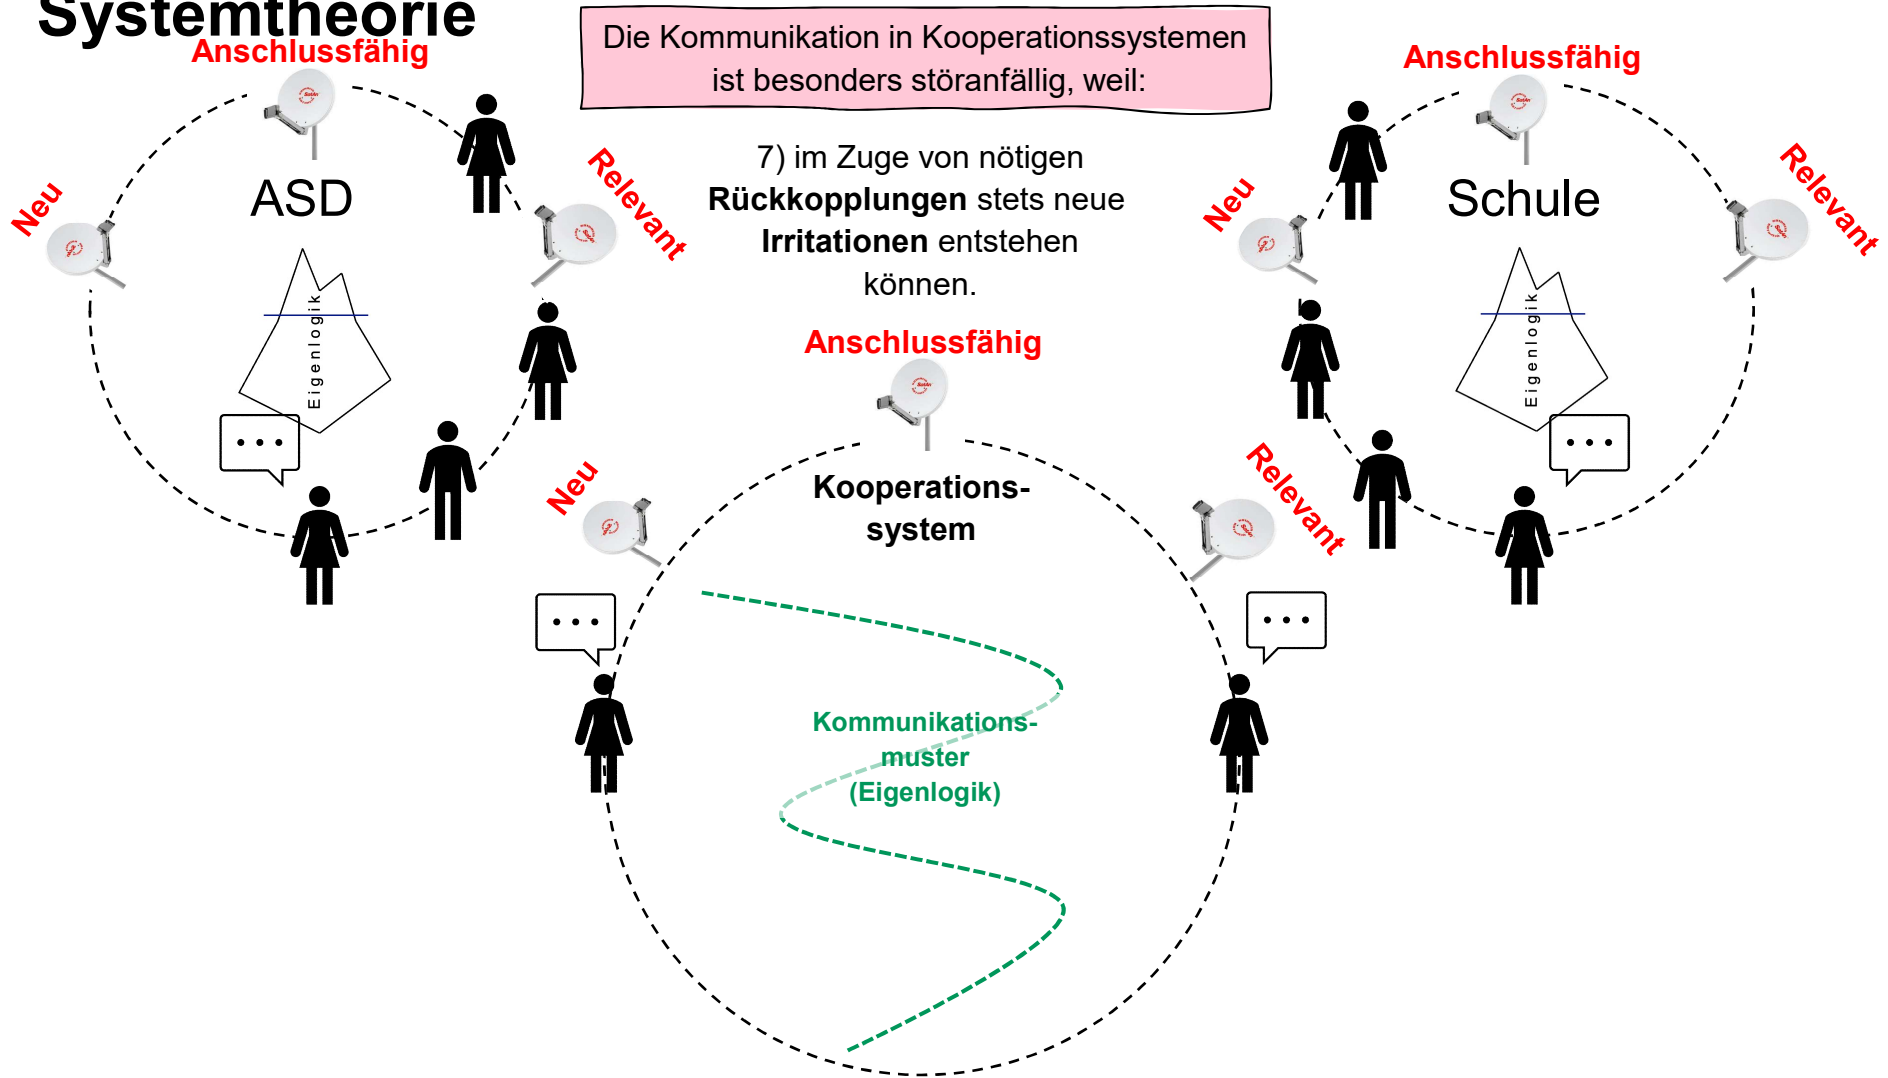 Systemtheorie
Die Kommunikation in Kooperationssystemen
ist besonders störanfällig, weil:
7) im Zuge von nötigen
Rückkopplungen stets neue
Irritationen entstehen
können.
Anschlussfähig
Neu
Relevant
ASD
Eigenlogik
Anschlussfähig
Neu
Relevant
Schule
Eigenlogik
Anschlussfähig
Neu
Relevant
Kooperations-
system
Kommunikations-
muster
(Eigenlogik)